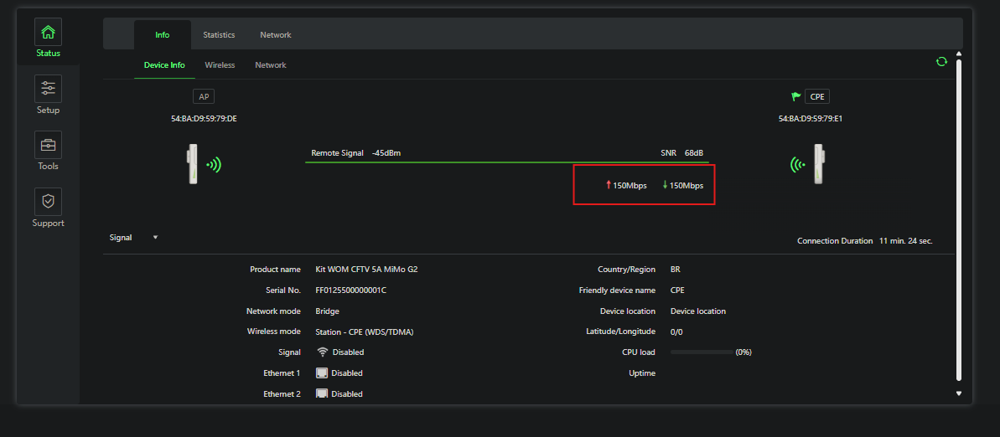 Status
Setup
Tools
Support
Info Statistics Network
Device Info Wireless Network
AP CPE
54:BA:D9:59:79:DE 54:BA:D9:59:79:E1
Remote Signal -45dBm SNR 68dB
150Mbps 150Mbps
Signal Connection Duration 11 min. 24 sec.
Product name Kit WOM CFTV 5A MiMo G2 Country/Region BR
Serial No. FF0125500000001C Friendly device name CPE
Network mode Bridge Device location Device location
Wireless mode Station - CPE (WDS/TDMA) Latitude/Longitude 0/0
Signal Disabled CPU load (0%)
Ethernet 1 Disabled Uptime
Ethernet 2 Disabled